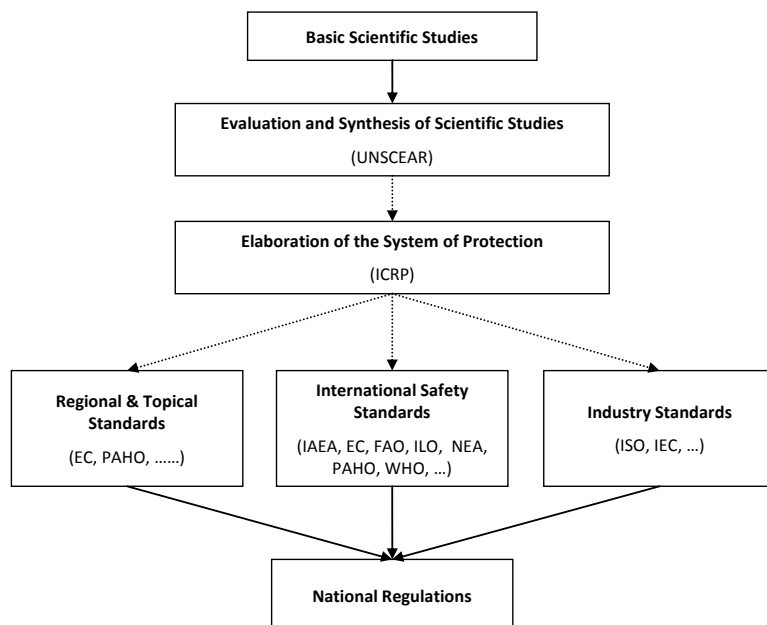 Basic Scientific Studies
Evaluation and Synthesis of Scientific Studies
(UNSCEAR)
Elaboration of the System of Protection
(ICRP)
Regional & Topical
Standards
(EC, PAHO, ......)
International Safety
Standards
(IAEA, EC, FAO, ILO, NEA,
PAHO, WHO, ...)
Industry Standards
(ISO, IEC, ...)
National Regulations